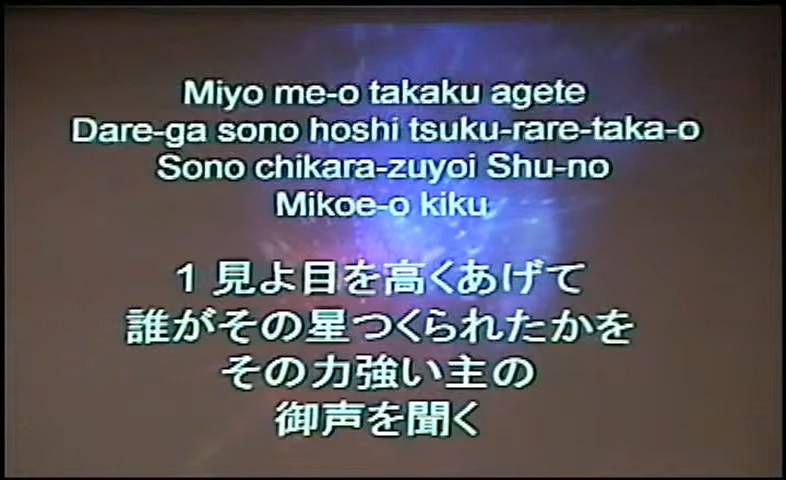 Miyo me-o takaku agete
Dare-ga sono hoshi tsuku-rare-taka-o
Sono chikara-zuyoi Shu-no
Mikoe-o kiku
1 見よ目を高くあげて
誰がその星つくられたかを
その力強い主の
御声を聞く